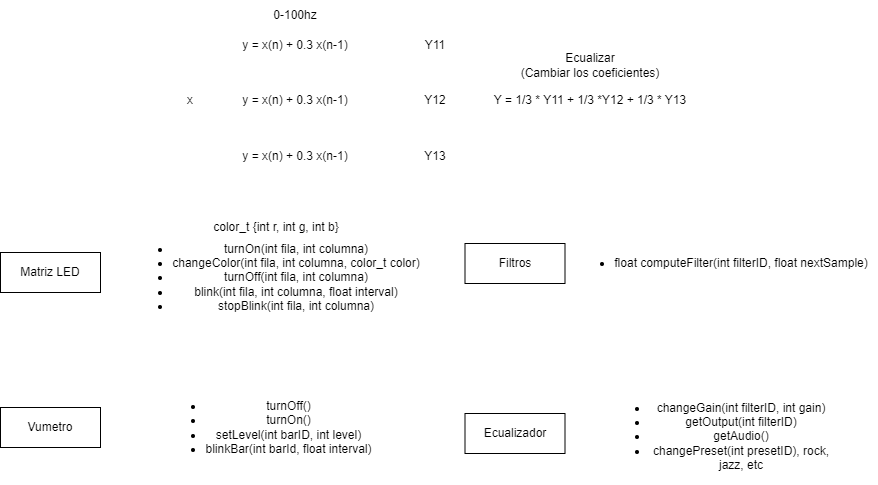 0-100hz
y = x(n) + 0.3 x(n-1)
Y11
Ecualizar
(Cambiar los coeficientes)
x
y = x(n) + 0.3 x(n-1)
Y12
Y = 1/3 * Y11 + 1/3 *Y12 + 1/3 * Y13
y = x(n) + 0.3 x(n-1)
Y13
Matriz LED
color_t {int r, int g, int b}
• turnOn(int fila, int columna)
• changeColor(int fila, int columna, color_t color)
• turnOff(int fila, int columna)
• blink(int fila, int columna, float interval)
• stopBlink(int fila, int columna)
Filtros
• float computeFilter(int filterID, float nextSample)
Vumetro
• turnOff()
• turnOn()
• setLevel(int barID, int level)
• blinkBar(int barId, float interval)
Ecualizador
• changeGain(int filterID, int gain)
• getOutput(int filterID)
• getAudio()
• changePreset(int presetID), rock,
jazz, etc